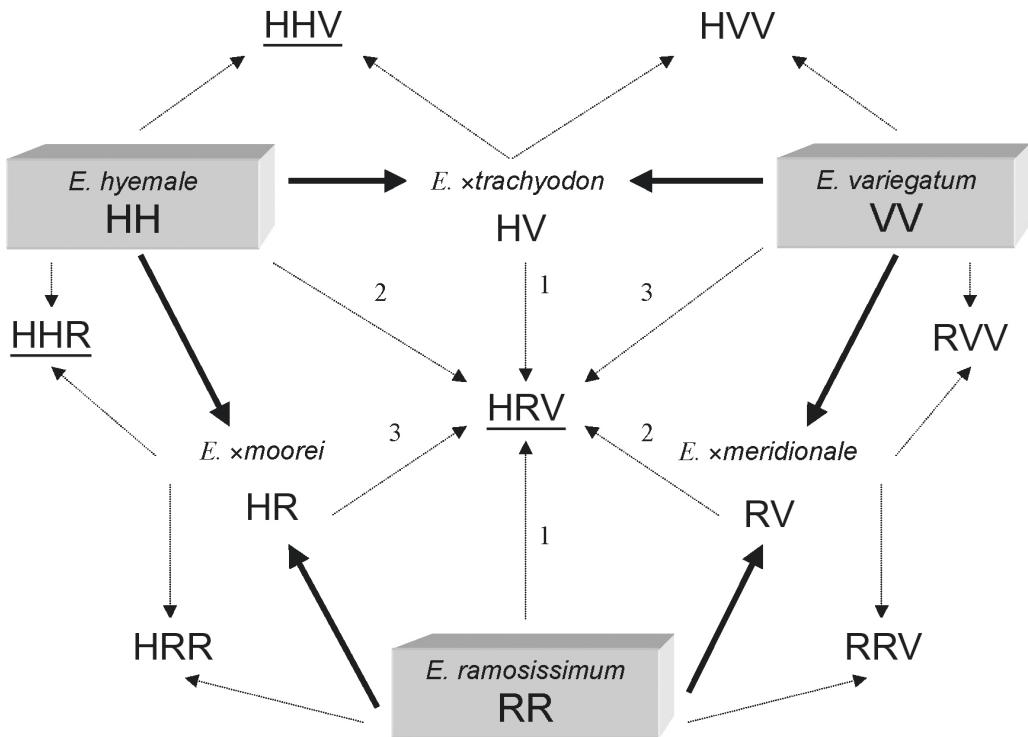 HHV
HVV
E. hyemale
HH
E. ×trachyodon
HV
E. variegatum
VV
2
1
3
HHR
RVV
HRV
3
2
E. ×moorei
HR
E. ×meridionale
RV
1
HRR
E. ramosissimum
RR
RRV